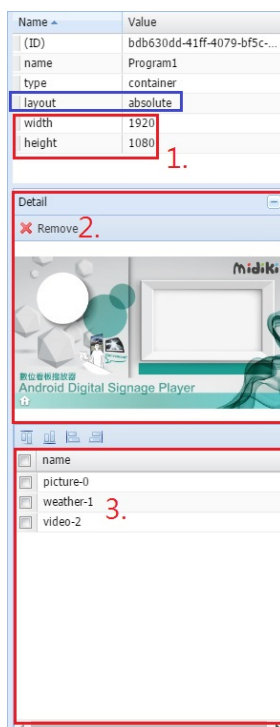 Name Value
(ID) bdb630dd-41ff-4079-bf5c-...
name Program1
type container
layout absolute
width 1920
height 1080
1.
Detail
Remove 2.
Midiki
數位看板播放器
Android Digital Signage Player
name
picture-0
weather-1
3.
video-2